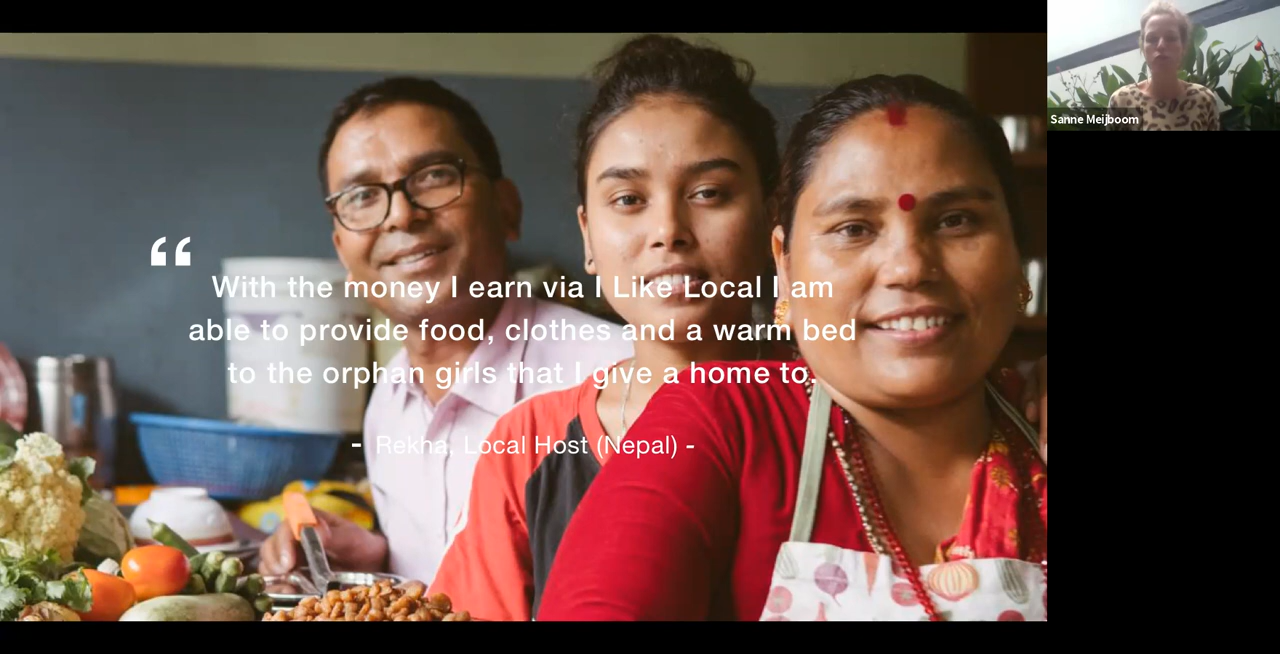 “
With the money I earn via I Like Local I am
able to provide food, clothes and a warm bed
to the orphan girls that I give a home to.
- Rekha, Local Host (Nepal) -
Sanne Meijboom